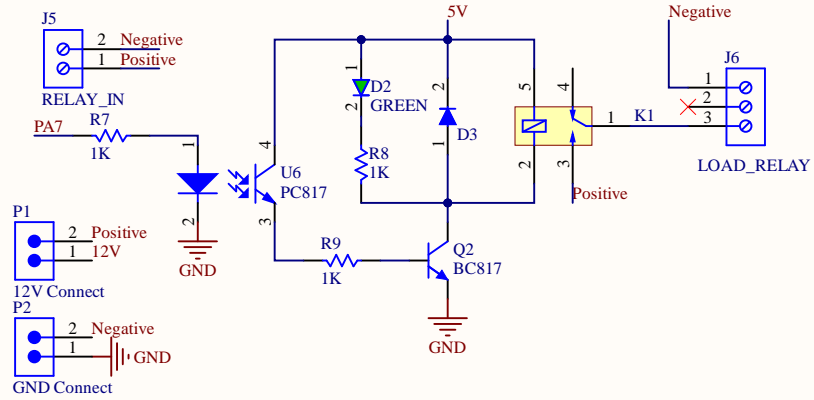 J5
2 Negative
1 Positive
RELAY_IN
PA7
R7
1K
1
2
GND
4
U6
PC817
3
5V
1
D2
GREEN
2
R8
1K
2
D3
1
5
2
4
3
Positive
1
K1
Negative
J6
1
2
3
LOAD_RELAY
R9
1K
Q2
BC817
GND
P1
2 Positive
1 12V
12V Connect
P2
2 Negative
1 GND
GND Connect